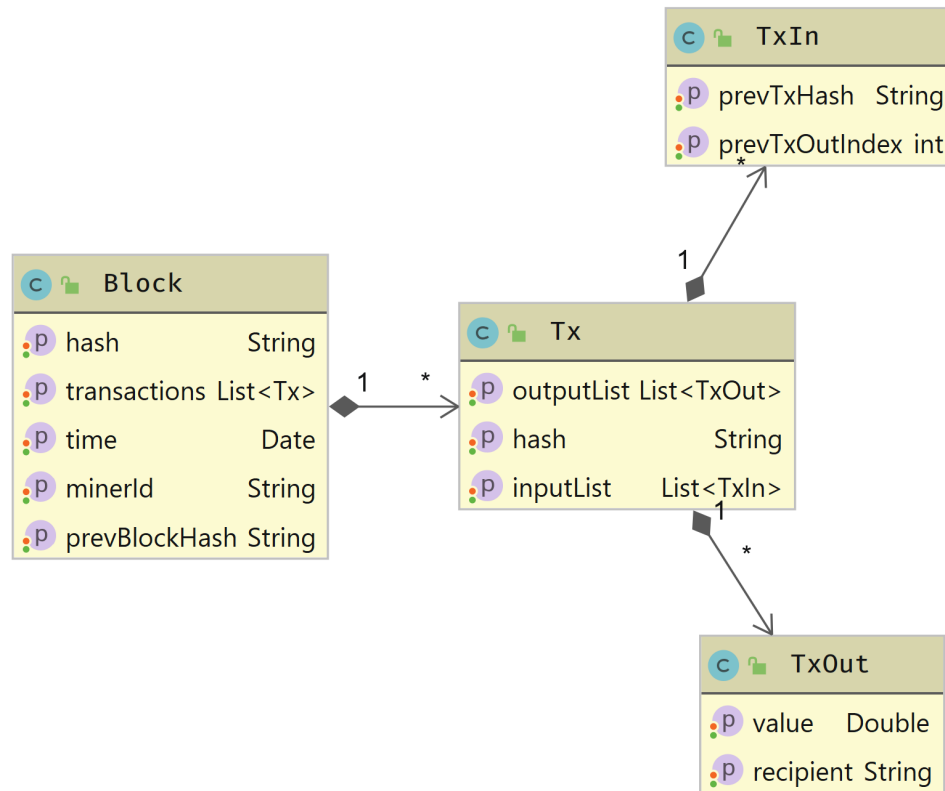 C TxIn
p prevTxHash String
p prevTxOutIndex int
*
1
C Block
p hash String
p transactions List<Tx>
p time Date
p minerId String
p prevBlockHash String
1 *
C Tx
p outputList List<TxOut>
p hash String
p inputList List<TxIn>
1
*
C TxOut
p value Double
p recipient String